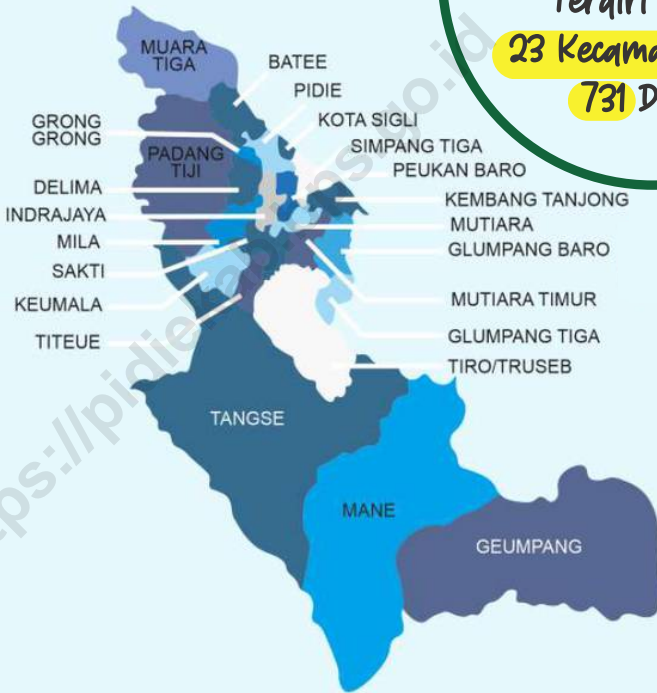 Terdiri
23 Kecama
731 D
MUARA
TIGA
BATEE
PIDIE
KOTA SIGLI
GRONG
GRONG
SIMPANG TIGA
PADANG
TIJI
PEUKAN BARO
DELIMA
KEMBANG TANJONG
INDRAJAYA
MUTIARA
MILA
GLUMPANG BARO
SAKTI
KEUMALA
MUTIARA TIMUR
TITEUE
GLUMPANG TIGA
TIRO/TRUSEB
TANGSE
MANE
GEUMPANG